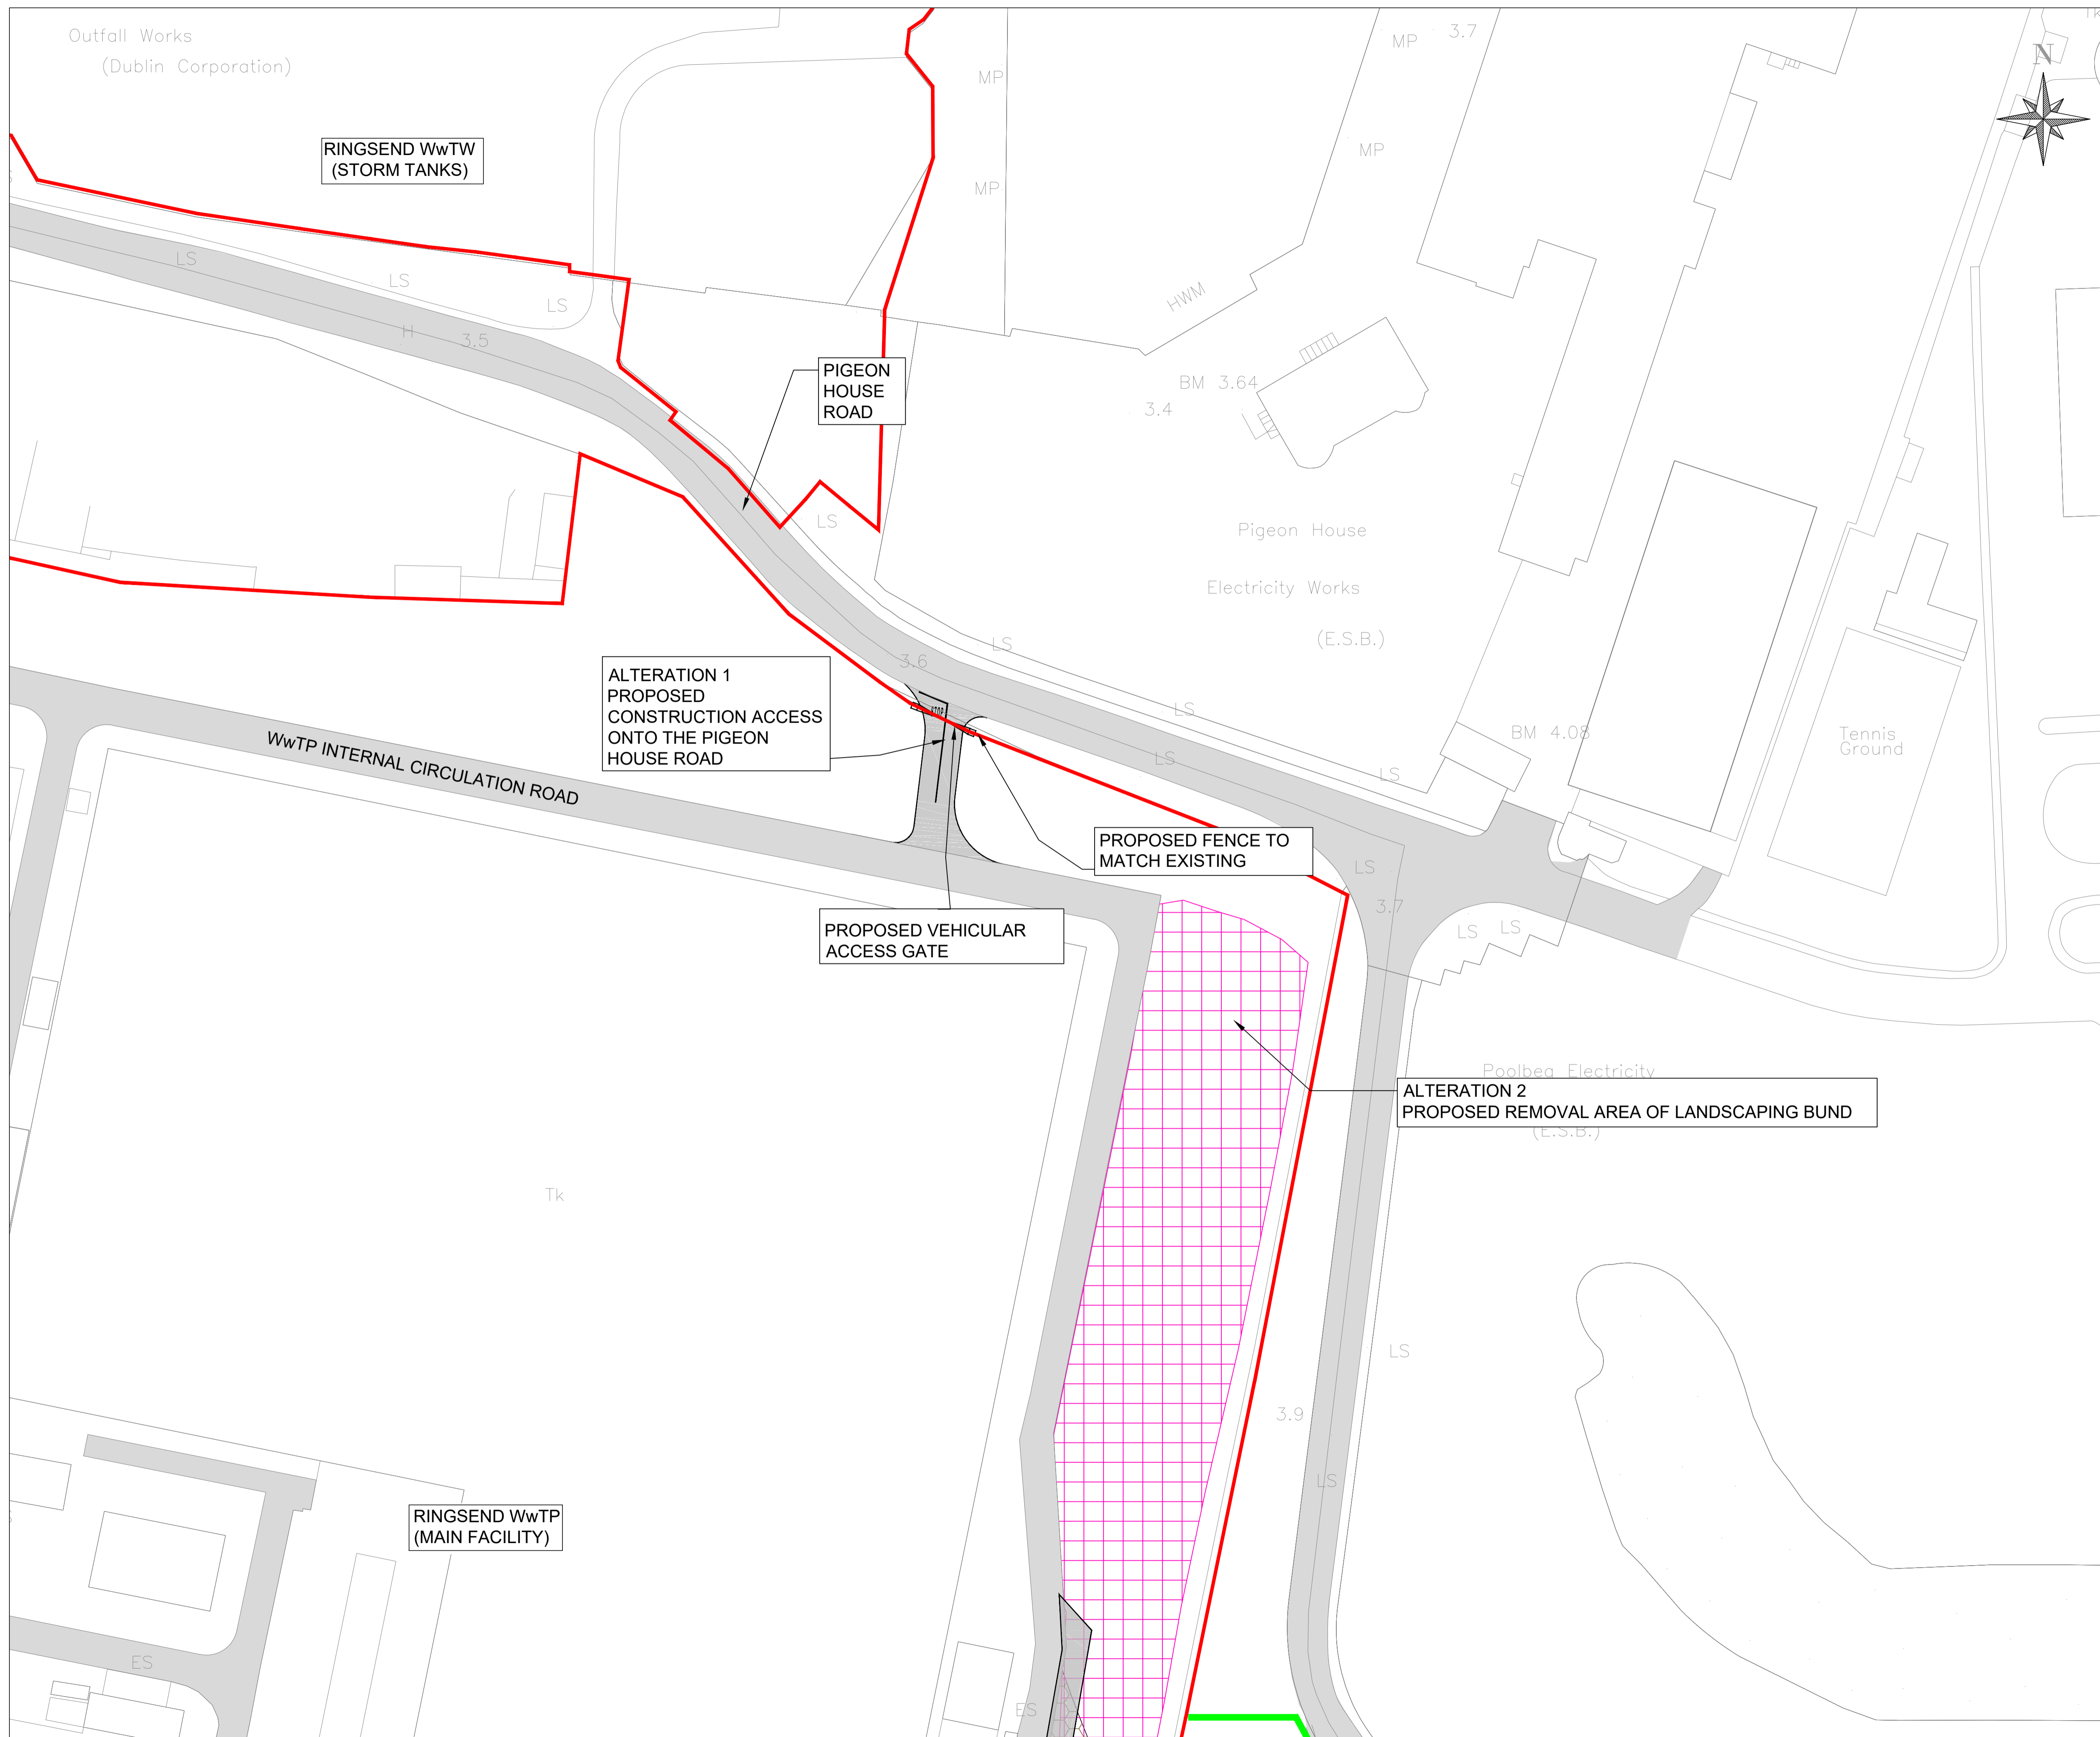 Outfall Works
(Dublin Corporation)
RINGSEND WwTW
(STORM TANKS)
MP
MP
MP
3.7
MP
N
LS
LS
LS
H
3.5
HWM
PIGEON
HOUSE
ROAD
BM 3.64
3.4
LS
Pigeon House
Electricity Works
(E.S.B.)
LS
3.6
ALTERATION 1
PROPOSED
CONSTRUCTION ACCESS
ONTO THE PIGEON
HOUSE ROAD
STOP
LS
LS
LS
BM 4.08
Tennis
Ground
WwTP INTERNAL CIRCULATION ROAD
PROPOSED FENCE TO
MATCH EXISTING
LS
3.7
LS
LS
PROPOSED VEHICULAR
ACCESS GATE
Poolbeg Electricity
ALTERATION 2
PROPOSED REMOVAL AREA OF LANDSCAPING BUND
(E.S.B.)
Tk
LS
3.9
LS
RINGSEND WwTP
(MAIN FACILITY)
ES
ES